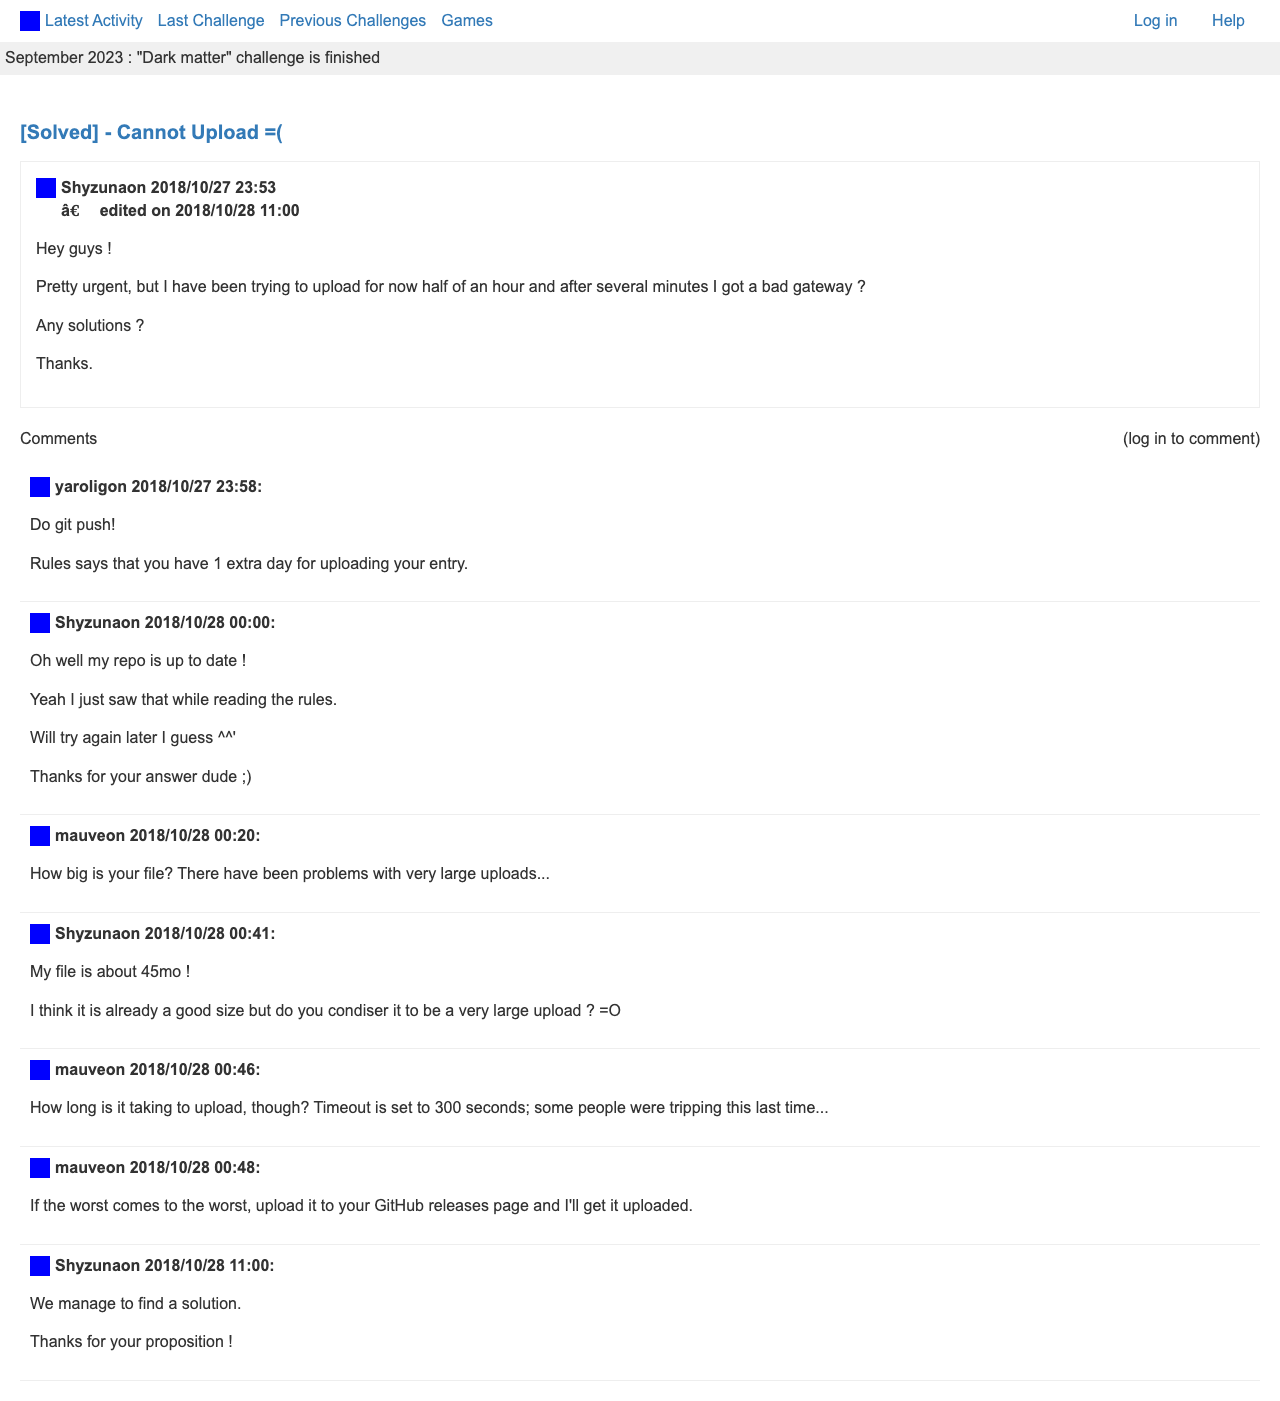 Latest Activity Last Challenge Previous Challenges Games Log in Help
September 2023 : "Dark matter" challenge is finished
[Solved] - Cannot Upload =(
Shyzunaon 2018/10/27 23:53
â€ edited on 2018/10/28 11:00
Hey guys !
Pretty urgent, but I have been trying to upload for now half of an hour and after several minutes I got a bad gateway ?
Any solutions ?
Thanks.
Comments (log in to comment)
yaroligon 2018/10/27 23:58:
Do git push!
Rules says that you have 1 extra day for uploading your entry.
Shyzunaon 2018/10/28 00:00:
Oh well my repo is up to date !
Yeah I just saw that while reading the rules.
Will try again later I guess ^^'
Thanks for your answer dude ;)
mauveon 2018/10/28 00:20:
How big is your file? There have been problems with very large uploads...
Shyzunaon 2018/10/28 00:41:
My file is about 45mo !
I think it is already a good size but do you condiser it to be a very large upload ? =O
mauveon 2018/10/28 00:46:
How long is it taking to upload, though? Timeout is set to 300 seconds; some people were tripping this last time...
mauveon 2018/10/28 00:48:
If the worst comes to the worst, upload it to your GitHub releases page and I'll get it uploaded.
Shyzunaon 2018/10/28 11:00:
We manage to find a solution.
Thanks for your proposition !